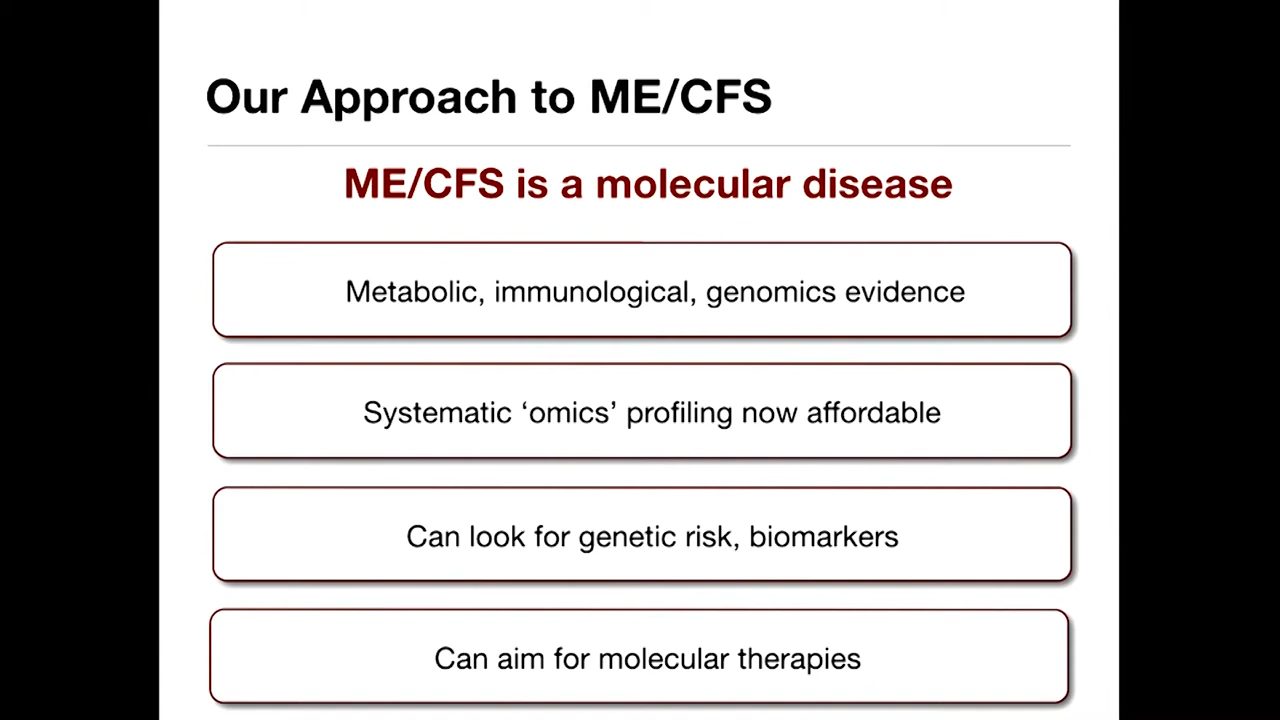 Our Approach to ME/CFS
ME/CFS is a molecular disease
Metabolic, immunological, genomics evidence
Systematic ‘omics’ profiling now affordable
Can look for genetic risk, biomarkers
Can aim for molecular therapies